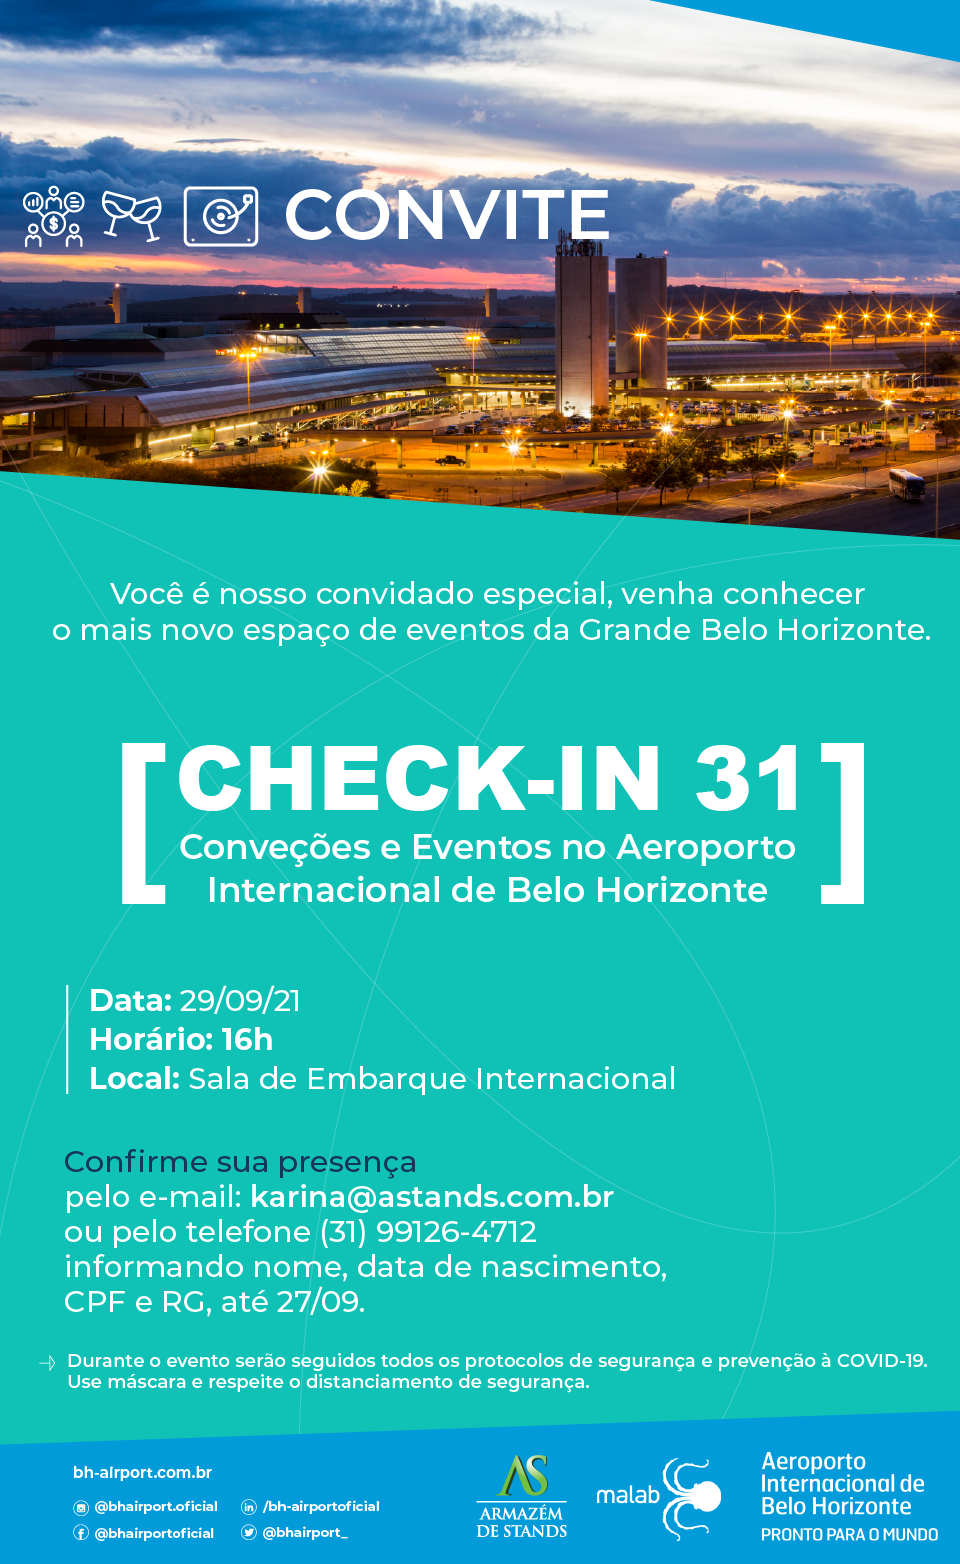 CONVITE
Você é nosso convidado especial, venha conhecer
o mais novo espaço de eventos da Grande Belo Horizonte.
[CHECK-IN 31]
Conveções e Eventos no Aeroporto
Internacional de Belo Horizonte
Data: 29/09/21
Horário: 16h
Local: Sala de Embarque Internacional
Confirme sua presença
pelo e-mail: karina@astands.com.br
ou pelo telefone (31) 99126-4712
informando nome, data de nascimento,
CPF e RG, até 27/09.
Durante o evento serão seguidos todos os protocolos de segurança e prevenção à COVID-19.
Use máscara e respeite o distanciamento de segurança.
bh-airport.com.br
@bhairport.oficial
/bh-airportoficial
@bhairportoficial
@bhairport_
AS
ARMAZÉM
DE STANDS
malab
Aeroporto
Internacional de
Belo Horizonte
PRONTO PARA O MUNDO